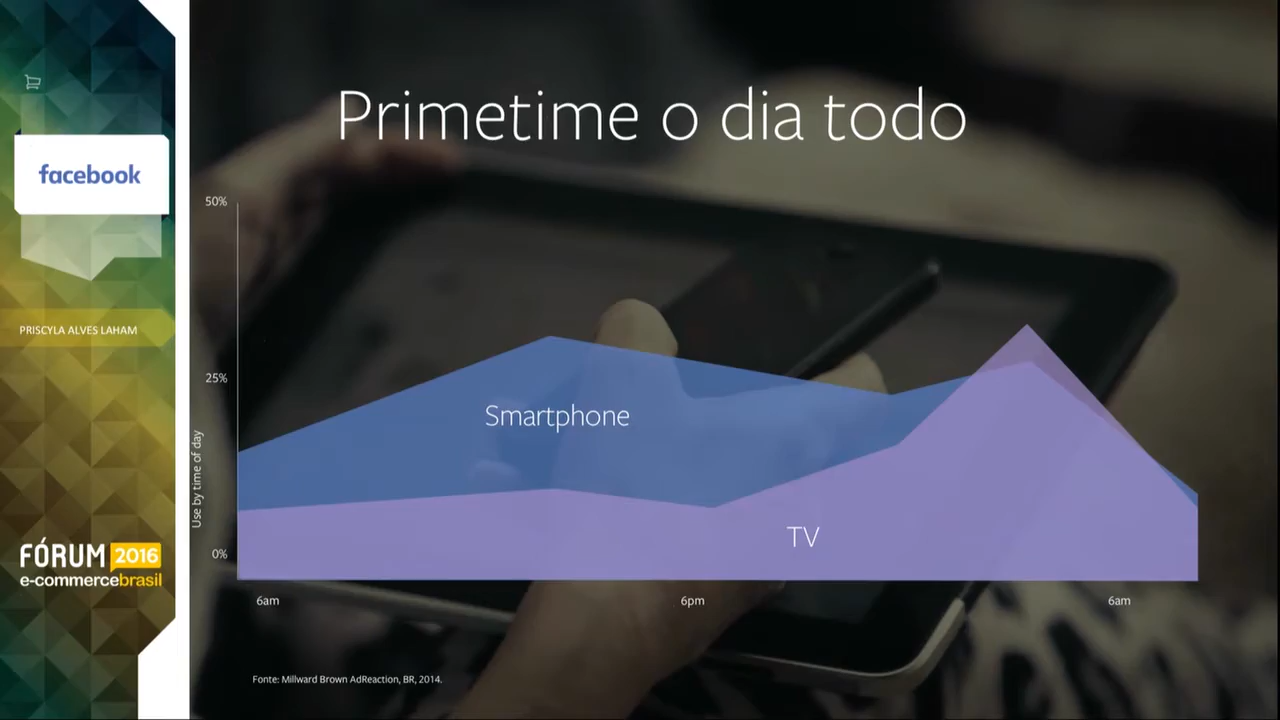 Primetime o dia todo
facebook
PRISCYLA ALVES LAHAM
FÓRUM 2016
e-commercebrasil
50%
25%
0%
Use by time of day
Smartphone
TV
6am
6pm
6am
Fonte: Millward Brown AdReaction, BR, 2014.